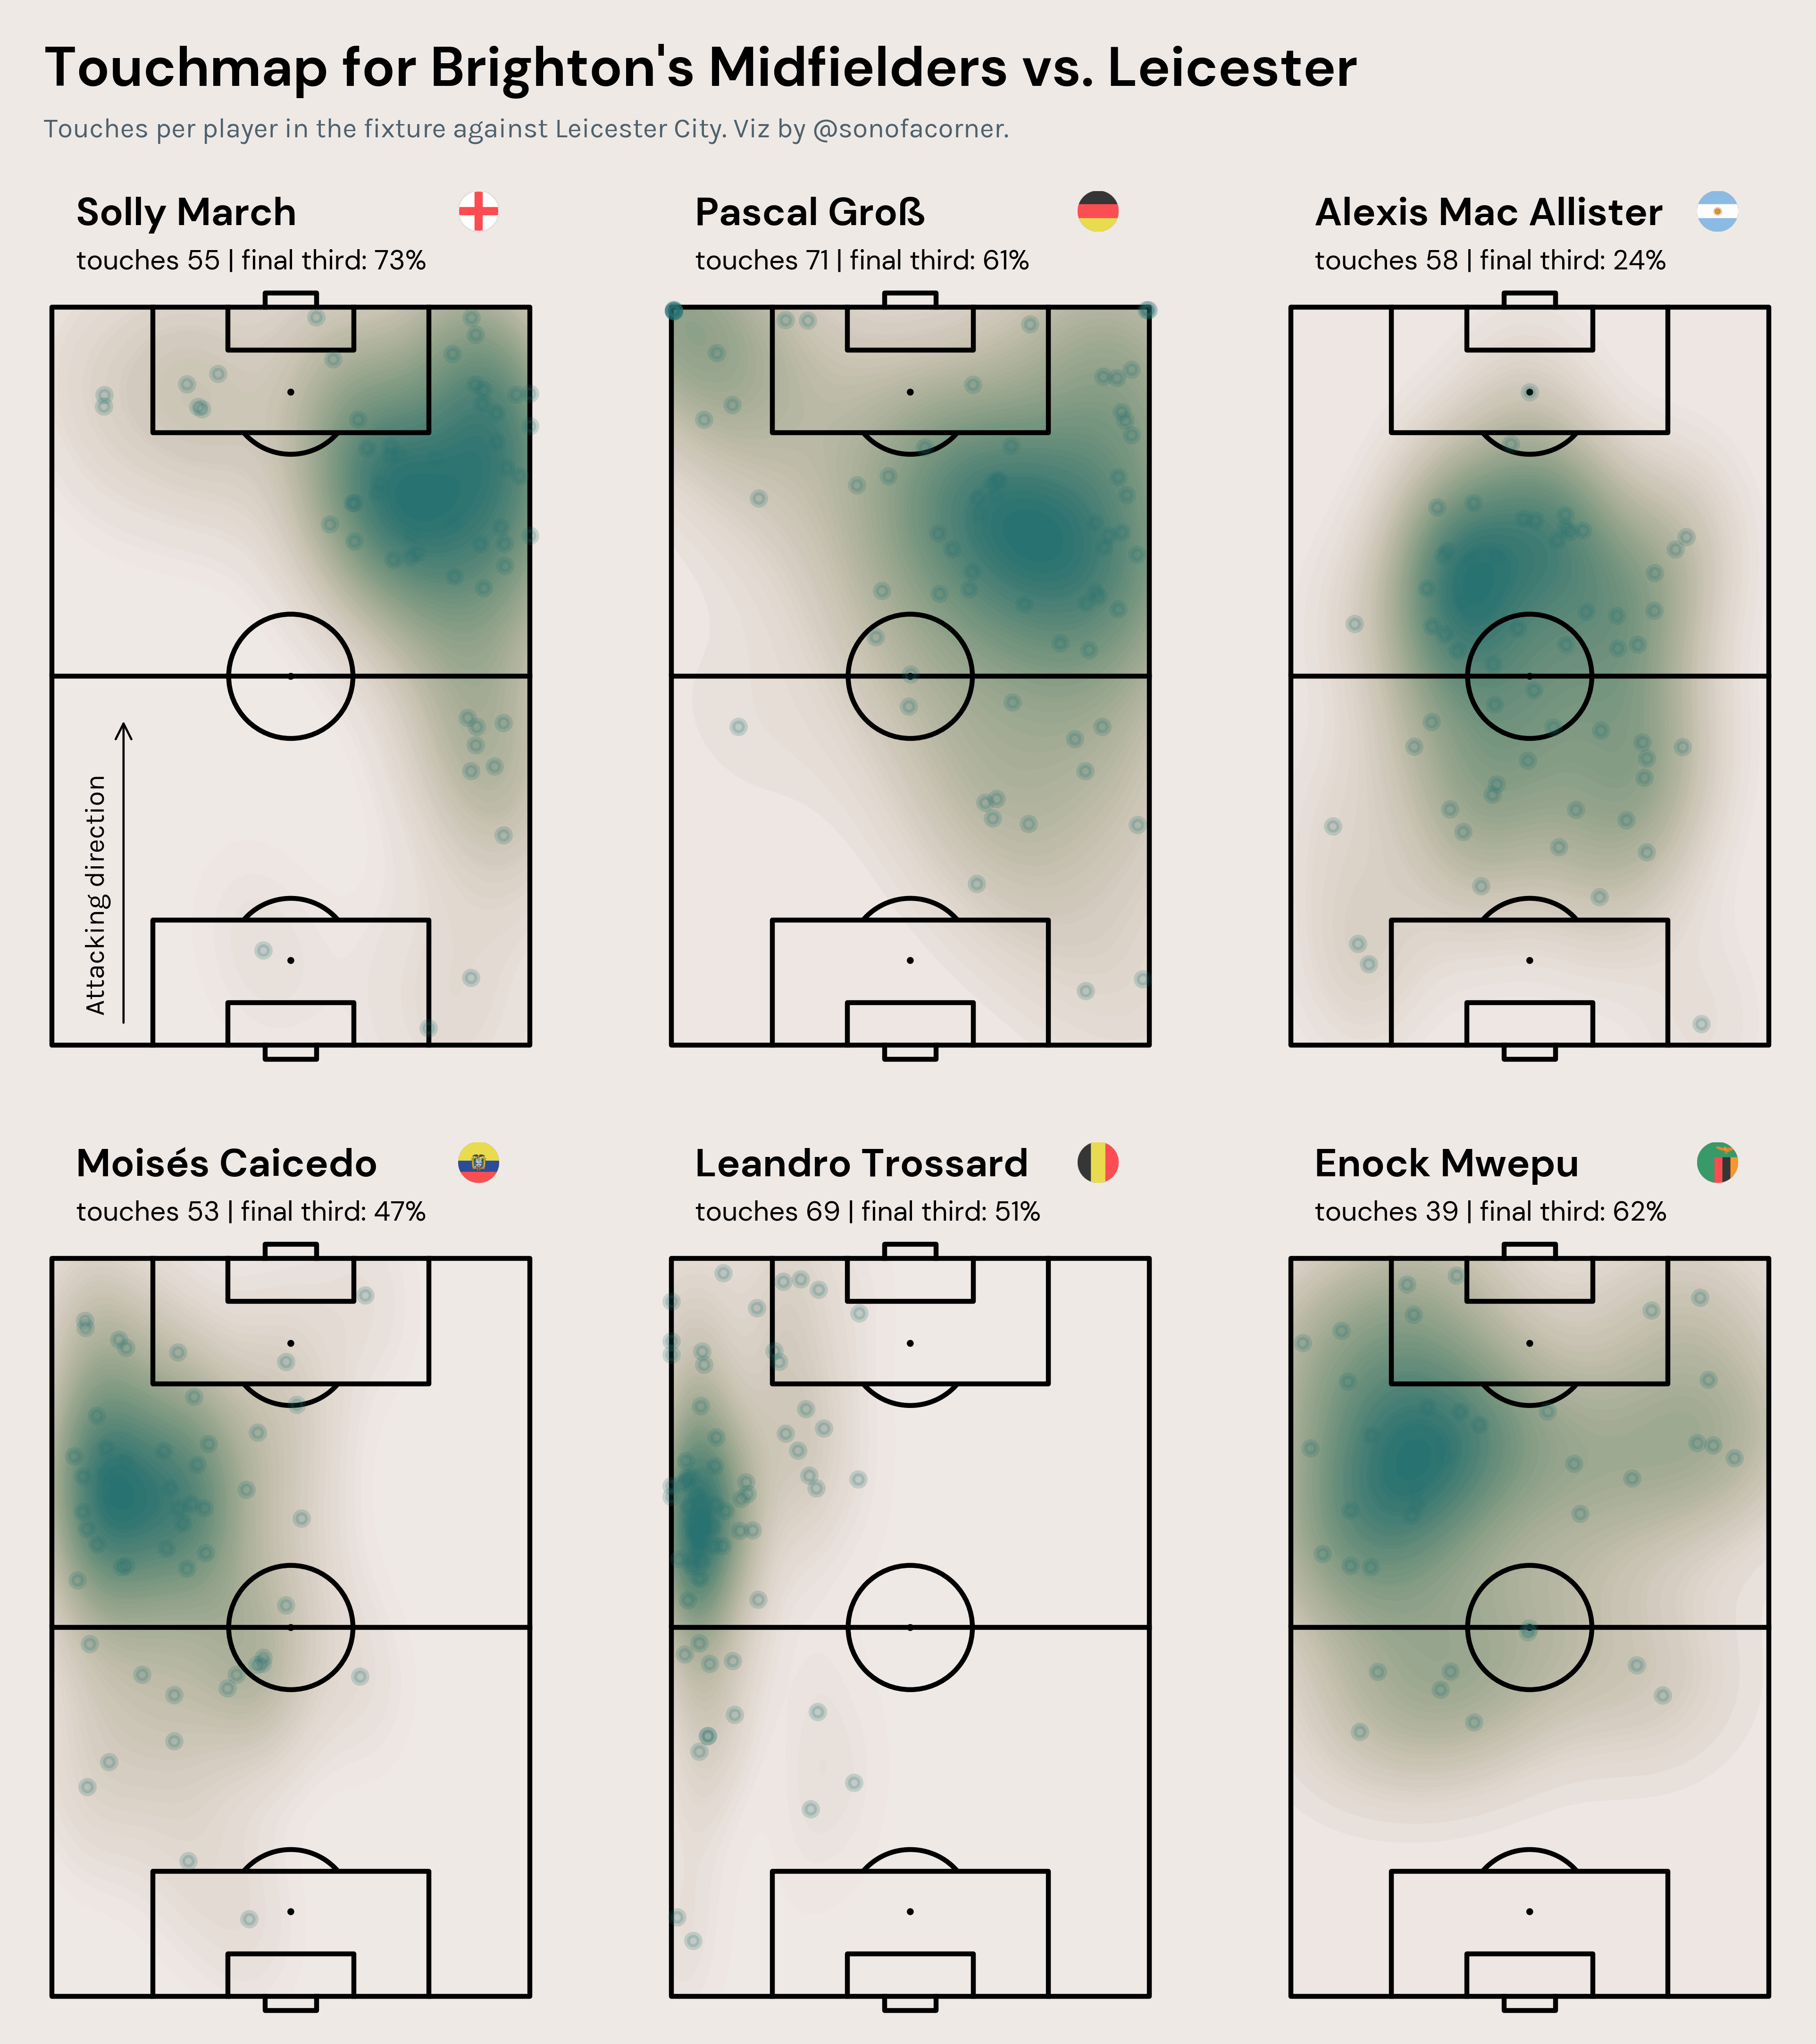 Touchmap for Brighton's Midfielders vs. Leicester
Touches per player in the fixture against Leicester City. Viz by @sonofacorner.
Solly March
touches 55 | final third: 73%
Pascal Groß
touches 71 | final third: 61%
Alexis Mac Allister
touches 58 | final third: 24%
Attacking direction
Moisés Caicedo
touches 53 | final third: 47%
Leandro Trossard
touches 69 | final third: 51%
Enock Mwepu
touches 39 | final third: 62%